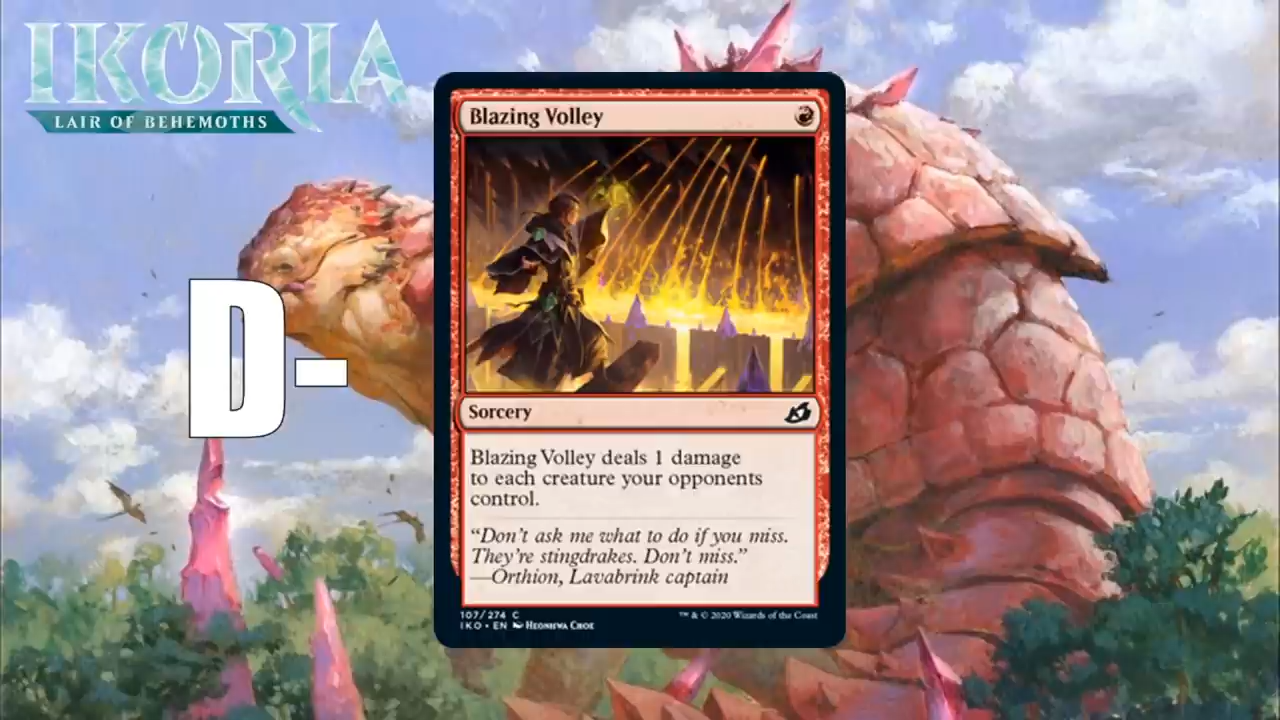 IKORIA
LAIR OF BEHEMOTHS
D-
Blazing Volley
Sorcery
Blazing Volley deals 1 damage
to each creature your opponents
control.
“Don’t ask me what to do if you miss.
They’re stingdrakes. Don’t miss.”
—Orthion, Lavabrink captain
107/274 C
™ & © 2020 Wizards of the Coast
IKO • EN Heonhwa Choe